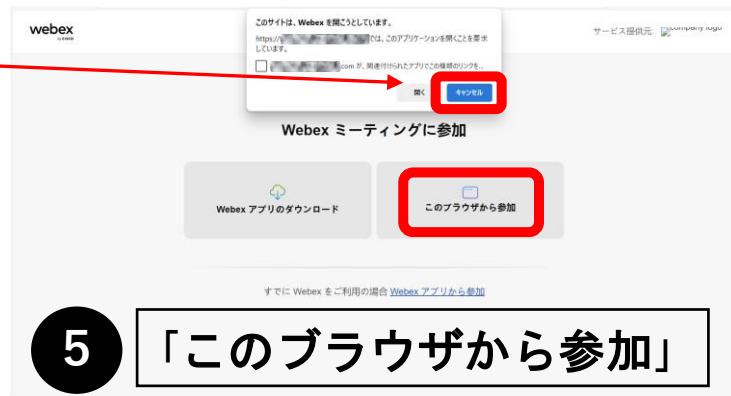 webex
by CISCO
このサイトは、Webex を開こうとしています。
https:// では、このアプリケーションを開くことを要求
しています。
.com が、関連付けられたアプリでこの種類のリンクを...
開く
キャンセル
サービス提供元:
company logo
Webex ミーティングに参加
Webex アプリのダウンロード
このブラウザから参加
すでに Webex をご利用の場合 Webex アプリから参加
5
「このブラウザから参加」